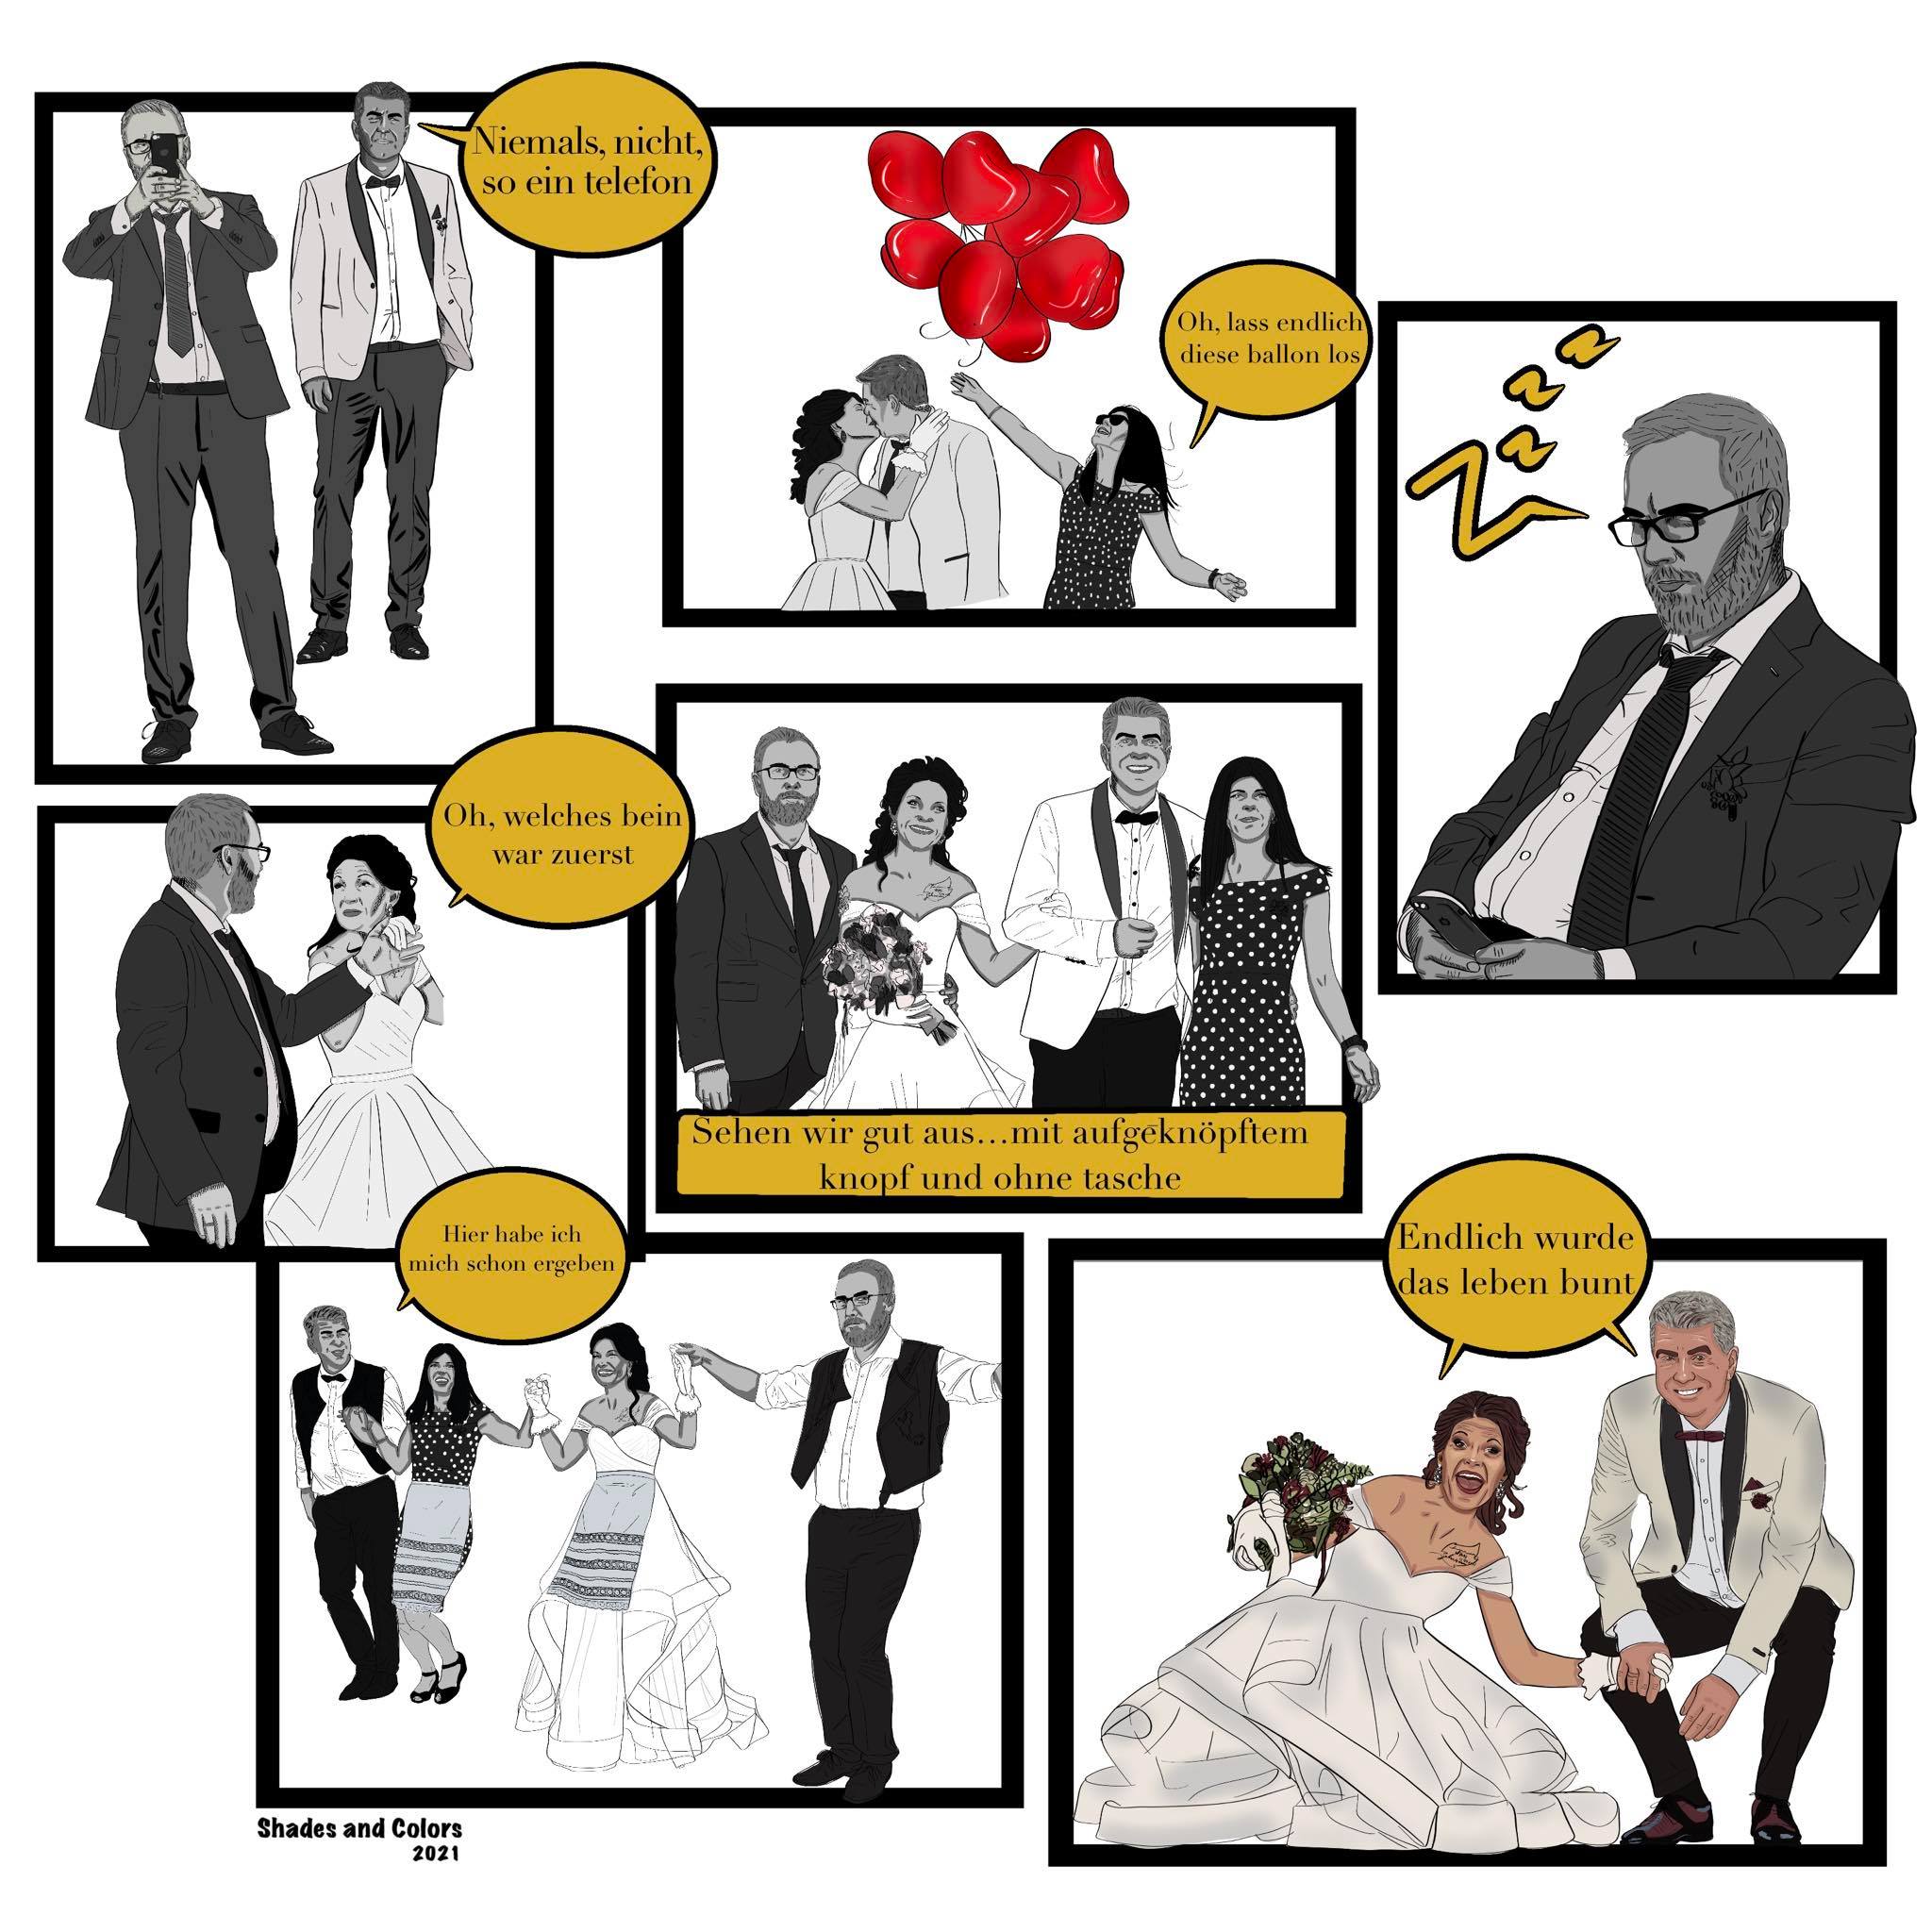 Niemals, nicht,
so ein telefon
Oh, lass endlich
diese ballon los
Zzzz
Oh, welches bein
war zuerst
Sehen wir gut aus...mit aufgeknöpftem
knopf und ohne tasche
Hier habe ich
mich schon ergeben
Endlich wurde
das leben bunt
Shades and Colors
2021